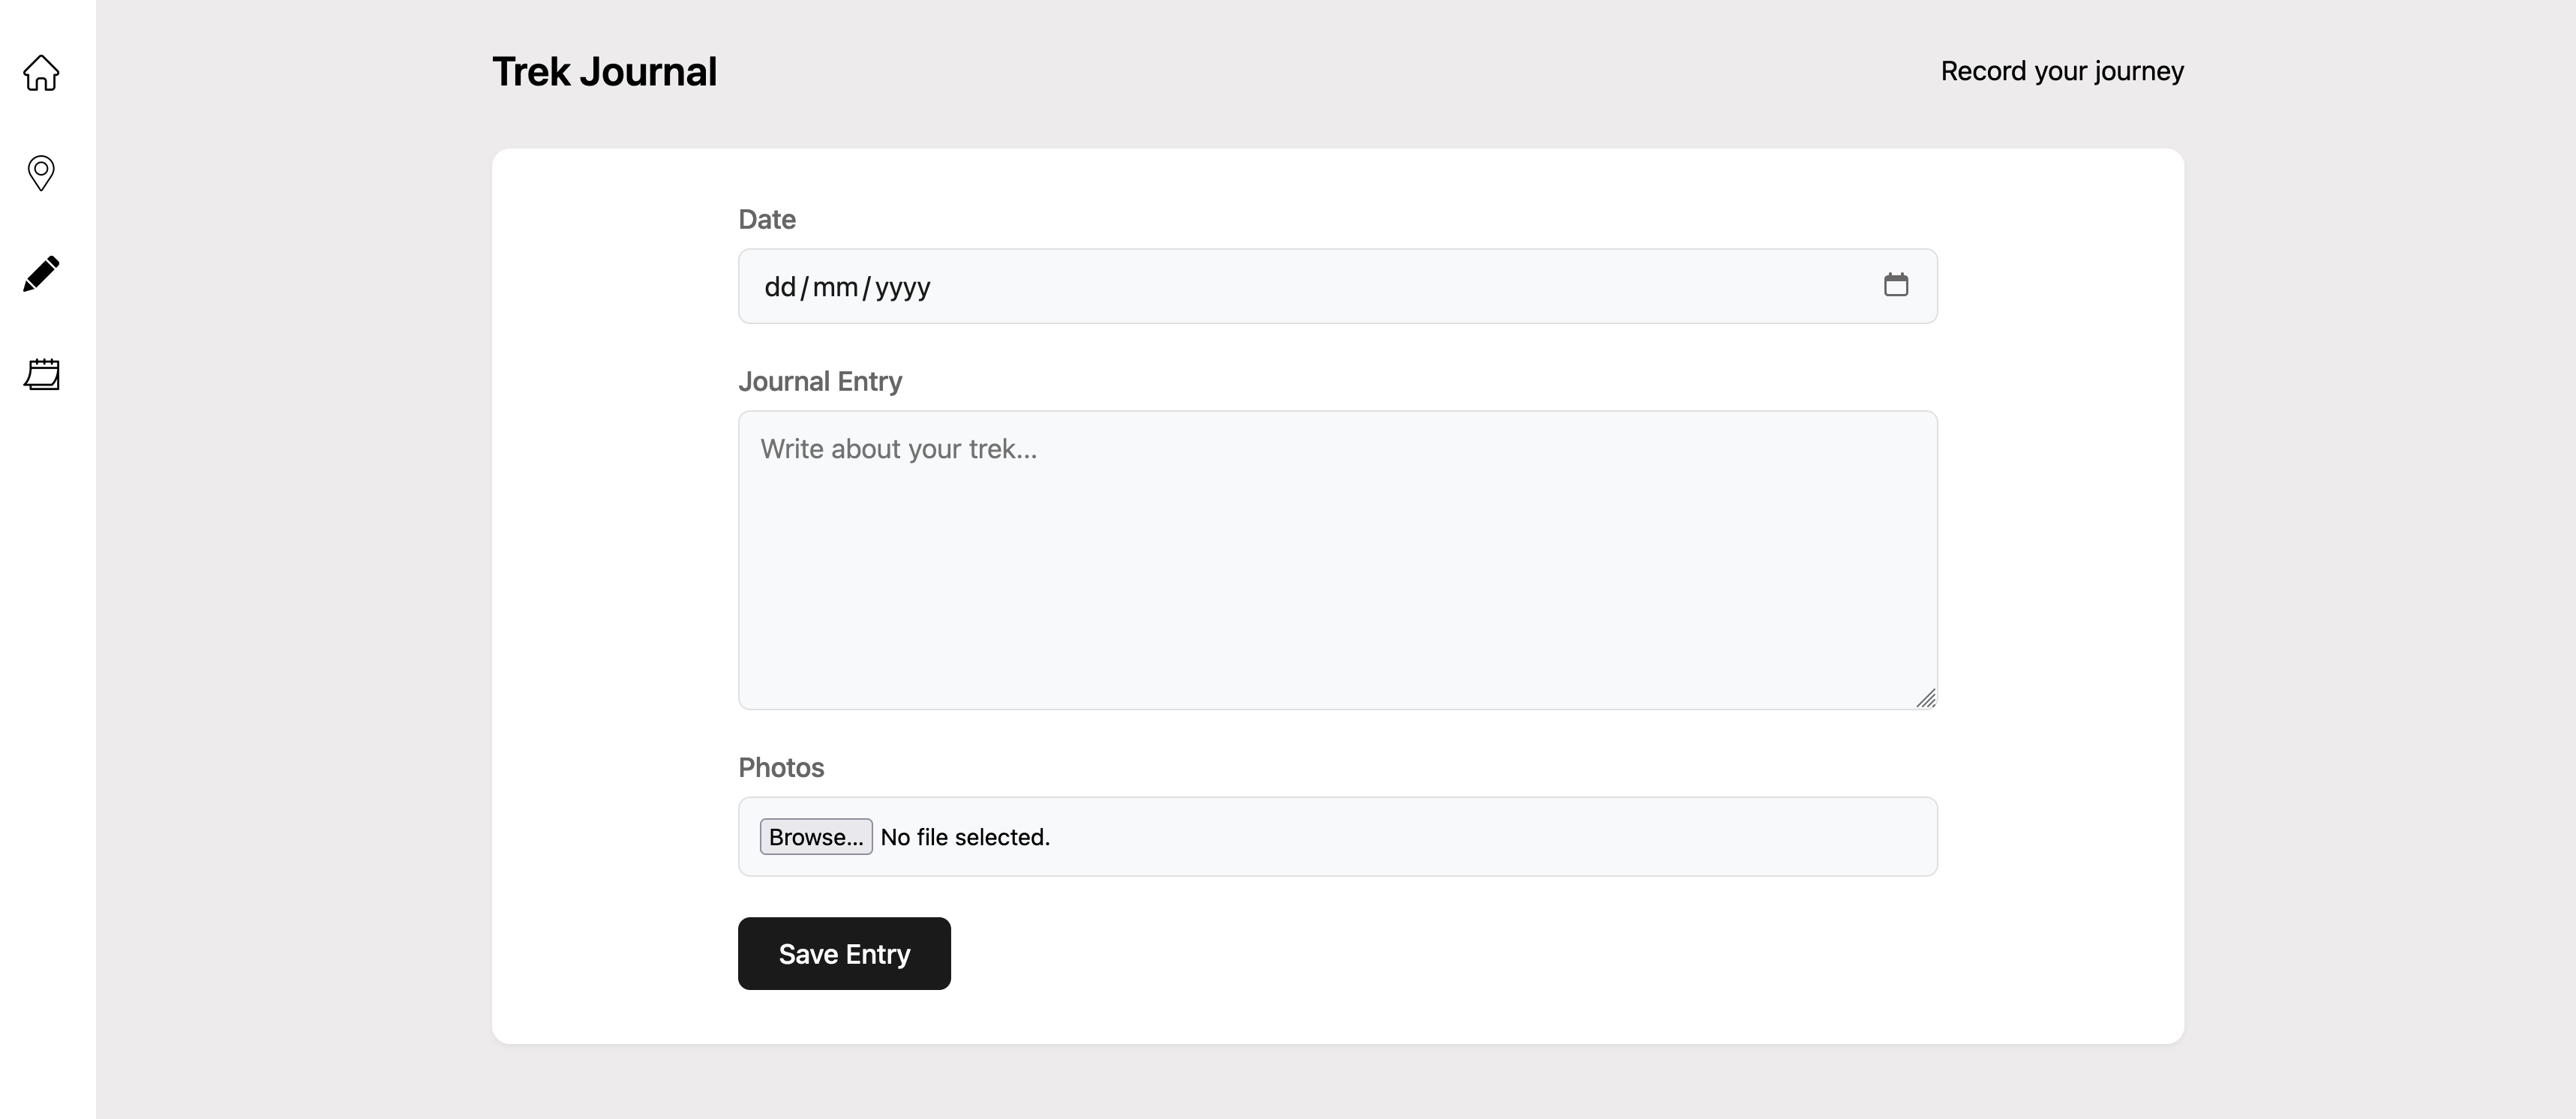 Trek Journal
Record your journey
Date
dd/mm/yyyy
Journal Entry
Write about your trek...
Photos
Browse... No file selected.
Save Entry